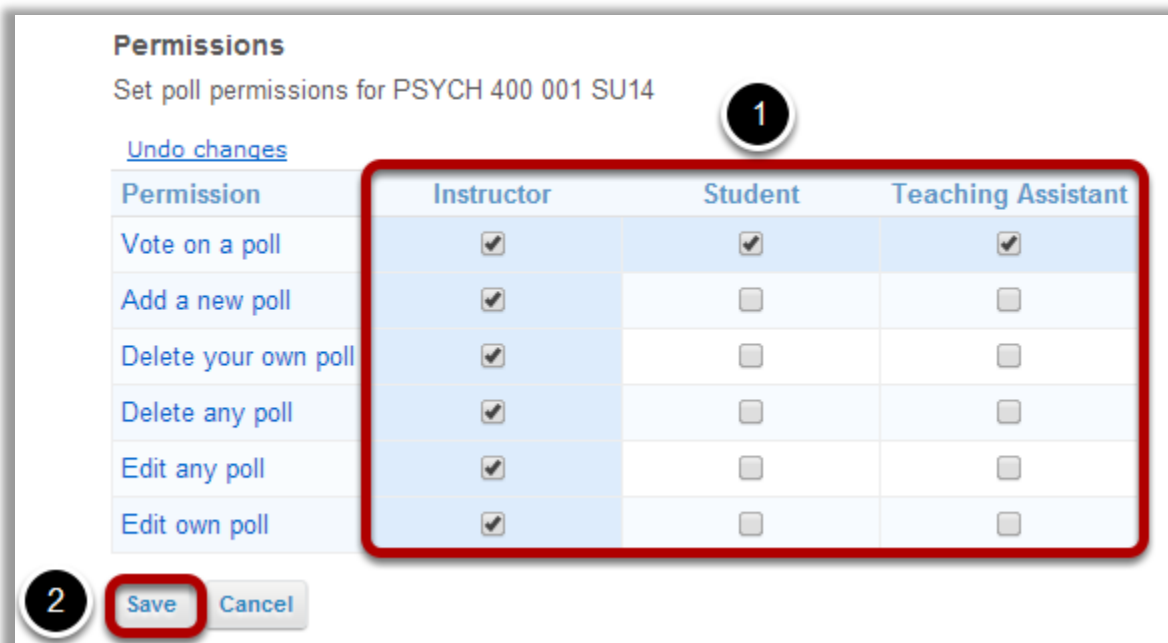 Permissions
Set poll permissions for PSYCH 400 001 SU14
1
Undo changes
Permission Instructor Student Teaching Assistant
Vote on a poll
Add a new poll
Delete your own poll
Delete any poll
Edit any poll
Edit own poll
2 Save Cancel